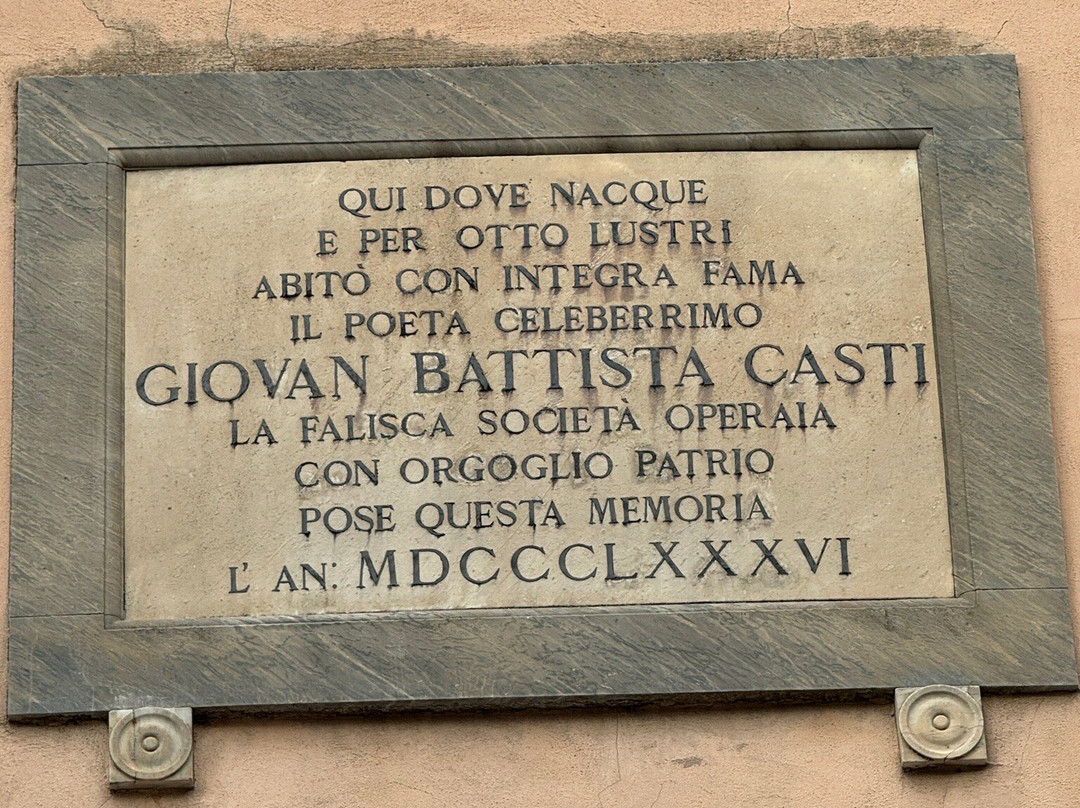 QUI DOVE NACQUE
E PER OTTO LUSTRI
ABITÒ CON INTEGRA FAMA
IL POETA CELEBERRIMO
GIOVAN BATTISTA CASTI
LA FALISCA SOCIETÀ OPERAIA
CON ORGOGLIO PATRIO
POSE QUESTA MEMORIA
L' AN: MDCCCLXXXVI